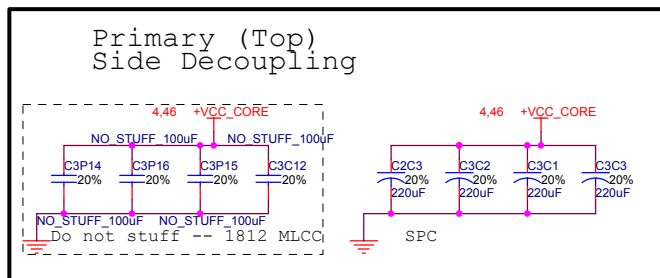 Primary (Top)
Side Decoupling
4,46 +VCC_CORE
NO_STUFF_100uF NO_STUFF_100uF
C3P14 C3P16 C3P15 C3C12
20% 20% 20% 20%
NO_STUFF_100uF NO_STUFF_100uF
Do not stuff -- 1812 MLCC
4,46 +VCC_CORE
C2C3 C3C2 C3C1 C3C3
20% 20% 20% 20%
220uF 220uF 220uF 220uF
SPC